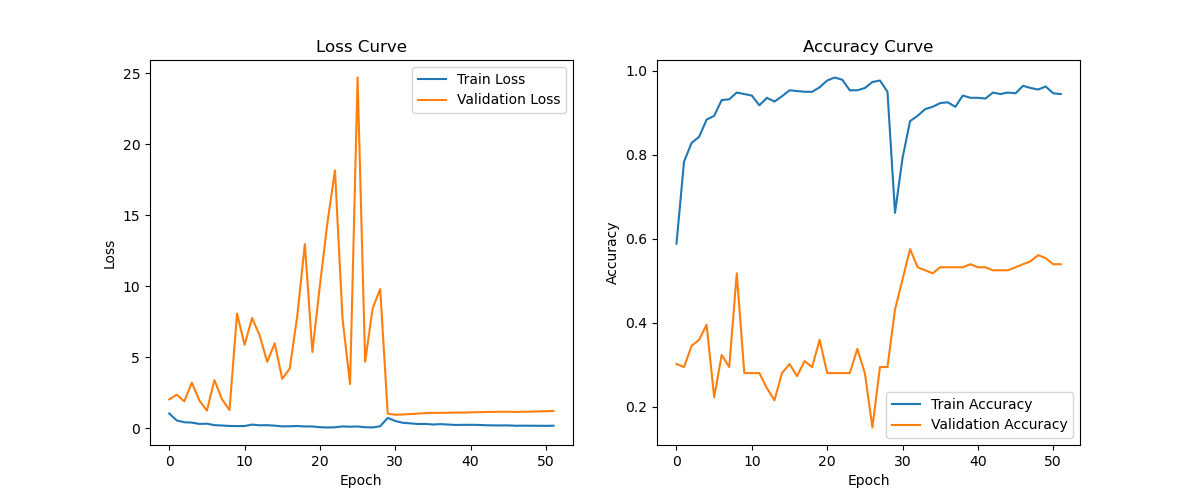 Loss Curve
25
20
15
10
5
0
Loss
0 10 20 30 40 50
Epoch
Train Loss
Validation Loss
Accuracy Curve
1.0
0.8
0.6
0.4
0.2
Accuracy
0 10 20 30 40 50
Epoch
Train Accuracy
Validation Accuracy